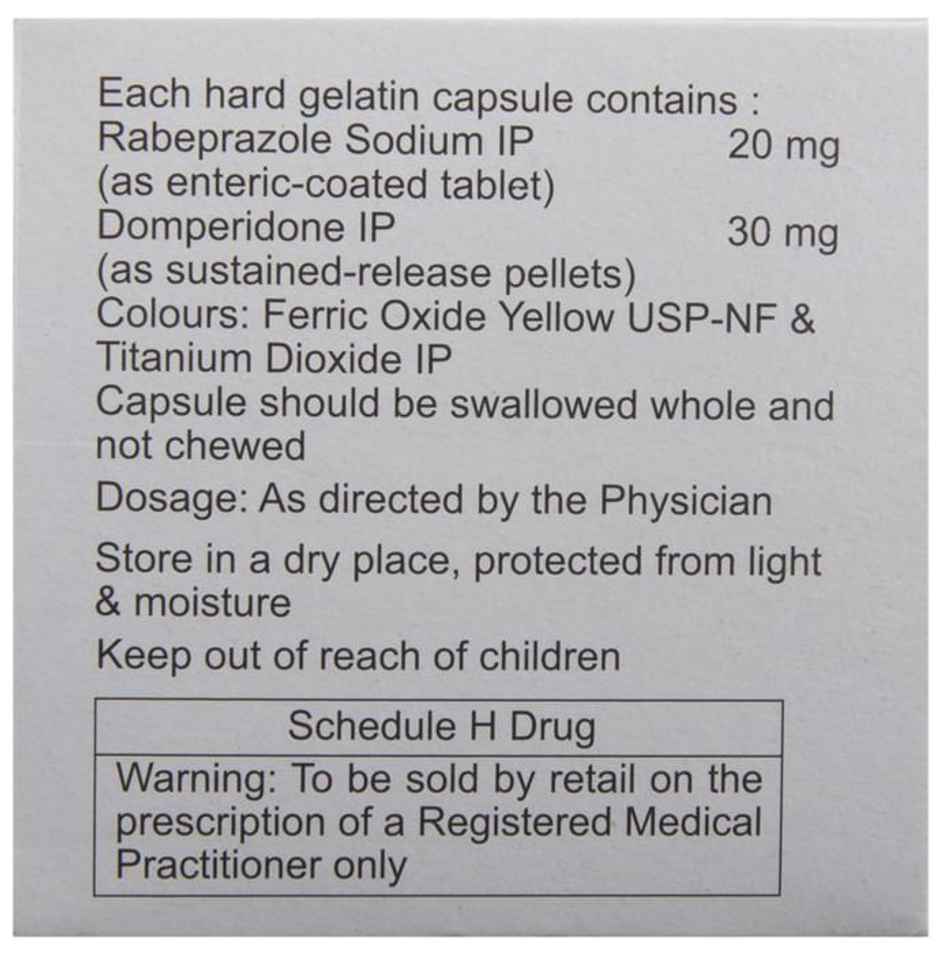 Each hard gelatin capsule contains :
Rabeprazole Sodium IP 20 mg
(as enteric-coated tablet)
Domperidone IP 30 mg
(as sustained-release pellets)
Colours: Ferric Oxide Yellow USP-NF &
Titanium Dioxide IP
Capsule should be swallowed whole and
not chewed
Dosage: As directed by the Physician
Store in a dry place, protected from light
& moisture
Keep out of reach of children
Schedule H Drug
Warning: To be sold by retail on the
prescription of a Registered Medical
Practitioner only